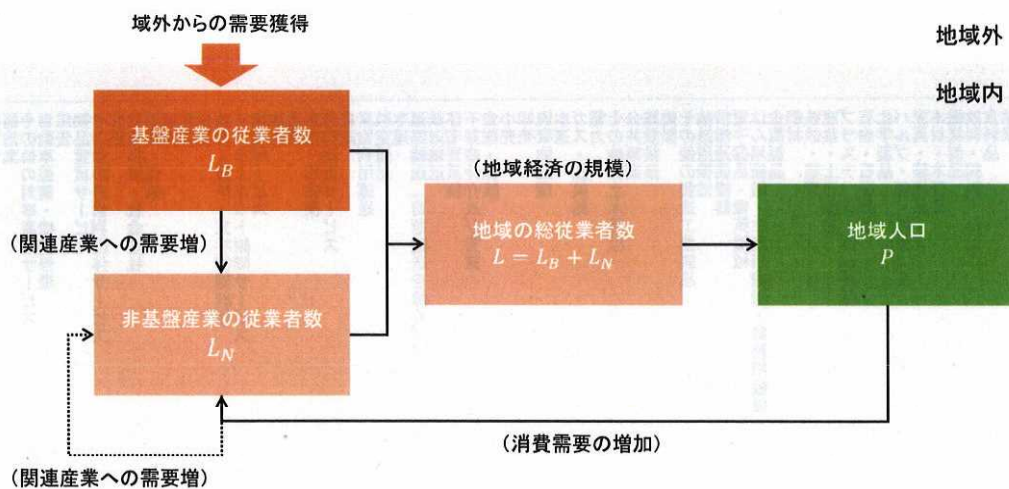 域外からの需要獲得
地域外
地域内
基盤産業の従業者数
L_B
(関連産業への需要増)
非基盤産業の従業者数
L_N
(関連産業への需要増)
(地域経済の規模)
地域の総従業者数
L = L_B + L_N
地域人口
P
(消費需要の増加)